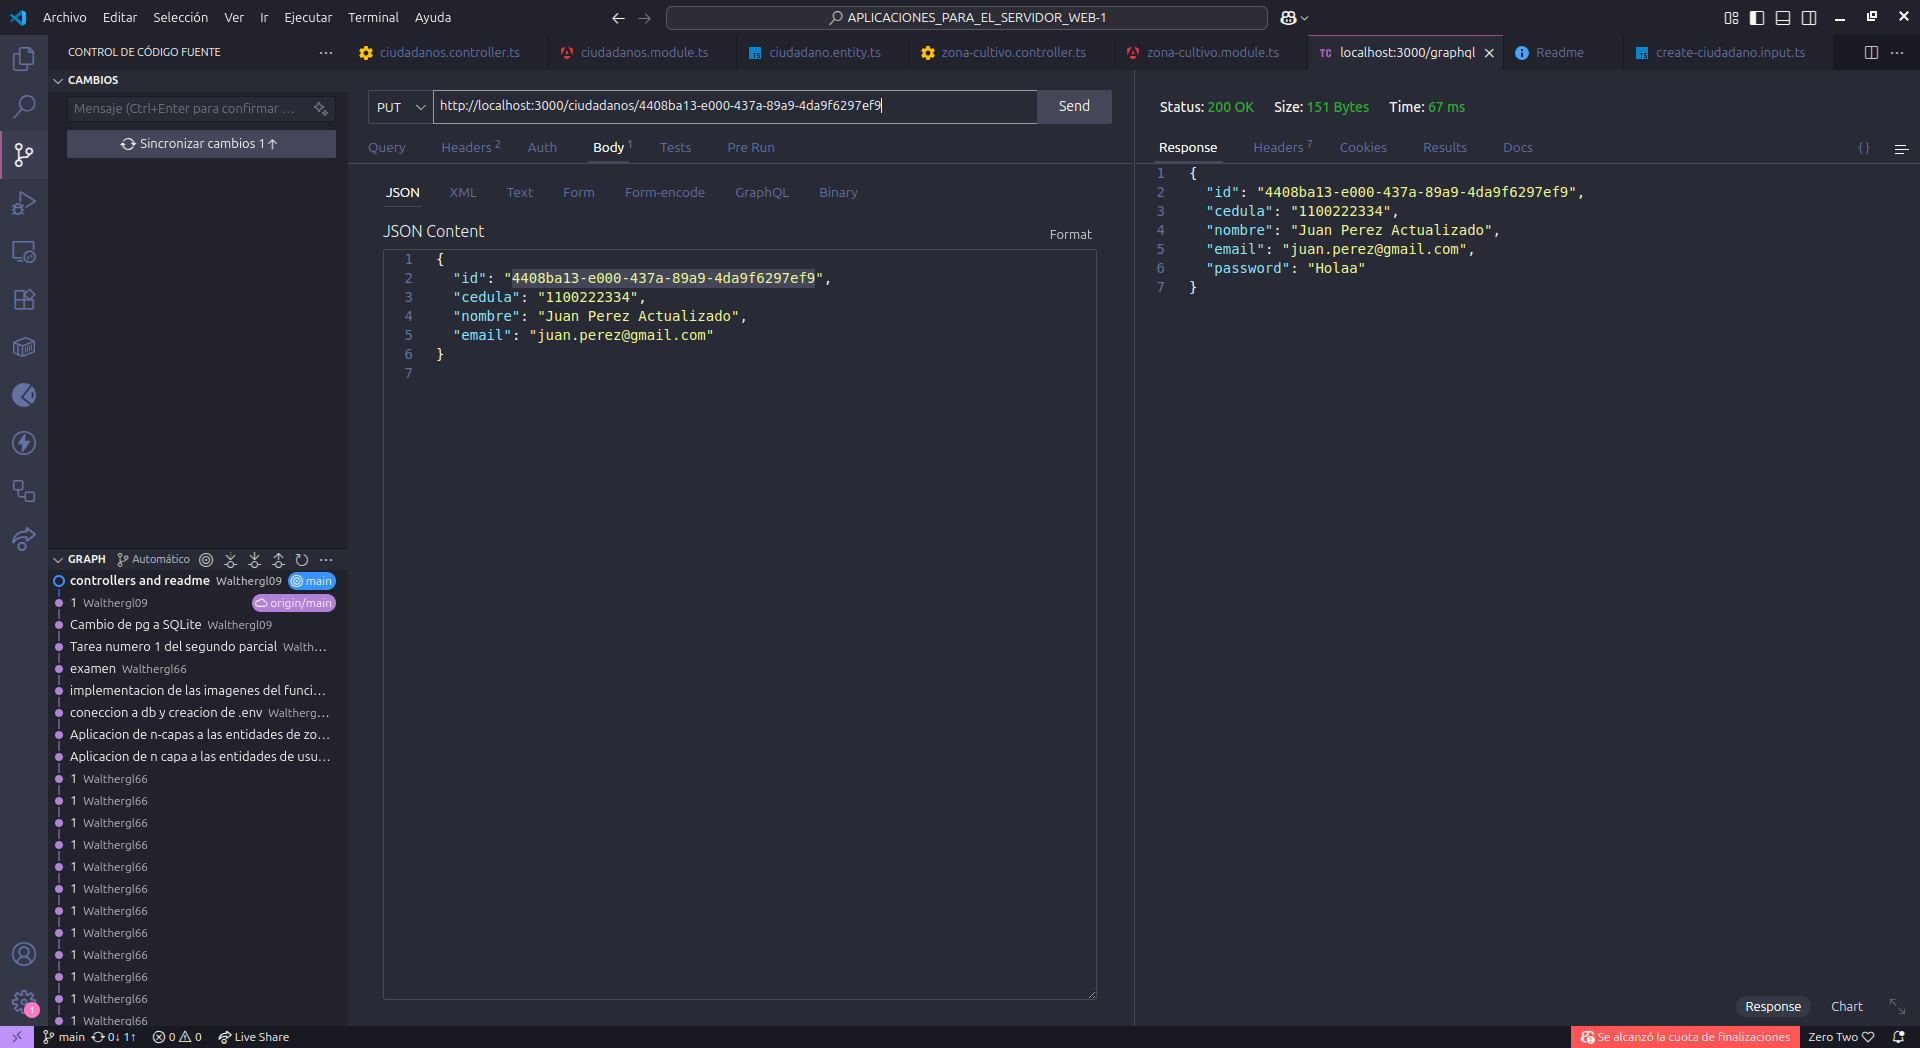 Archivo Editar Selección Ver Ir Ejecutar Terminal Ayuda
APLICACIONES_PARA_EL_SERVIDOR_WEB-1
CONTROL DE CÓDIGO FUENTE
ciudadanos.controller.ts
ciudadanos.module.ts
ciudadano.entity.ts
zona-cultivo.controller.ts
zona-cultivo.module.ts
TC localhost:3000/graphql
Readme
create-ciudadano.input.ts
CAMBIOS
Mensaje (Ctrl+Enter para confirmar ...
Sincronizar cambios 1↑
PUT
http://localhost:3000/ciudadanos/4408ba13-e000-437a-89a9-4da9f6297ef9
Send
Query Headers 2 Auth Body 1 Tests Pre Run
JSON XML Text Form Form-encode GraphQL Binary
JSON Content
Format
1 {
2 "id": "4408ba13-e000-437a-89a9-4da9f6297ef9",
3 "cedula": "1100222334",
4 "nombre": "Juan Perez Actualizado",
5 "email": "juan.perez@gmail.com"
6 }
7
Status: 200 OK Size: 151 Bytes Time: 67 ms
Response Headers 7 Cookies Results Docs {}
1 {
2 "id": "4408ba13-e000-437a-89a9-4da9f6297ef9",
3 "cedula": "1100222334",
4 "nombre": "Juan Perez Actualizado",
5 "email": "juan.perez@gmail.com",
6 "password": "Holaa"
7 }
GRAPH Automático
controllers and readme Walthergl09 main
1 Walthergl09 origin/main
Cambio de pg a SQLite Walthergl09
Tarea numero 1 del segundo parcial Walth...
examen Walthergl66
implementacion de las imagenes del funci...
coneccion a db y creacion de .env Waltherg...
Aplicacion de n-capas a las entidades de zo...
Aplicacion de n capa a las entidades de usu...
1 Walthergl66
1 Walthergl66
1 Walthergl66
1 Walthergl66
1 Walthergl66
1 Walthergl66
1 Walthergl66
1 Walthergl66
1 Walthergl66
1 Walthergl66
1 Walthergl66
1 Walthergl66
1
Response Chart
main 0↓ 1↑ 0 0 Live Share
Se alcanzó la cuota de finalizaciones
Zero Two